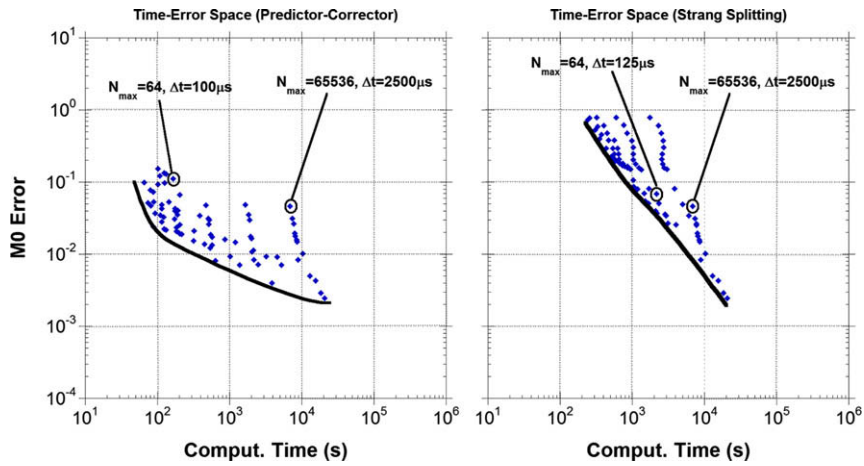 Time-Error Space (Predictor-Corrector)
Time-Error Space (Strang Splitting)
10^1
10^0
10^-1
10^-2
10^-3
10^-4
M0 Error
N_max=64, Δt=100μs
N_max=65536, Δt=2500μs
N_max=64, Δt=125μs
N_max=65536, Δt=2500μs
10^1 10^2 10^3 10^4 10^5 10^6
10^1 10^2 10^3 10^4 10^5 10^6
Comput. Time (s)
Comput. Time (s)